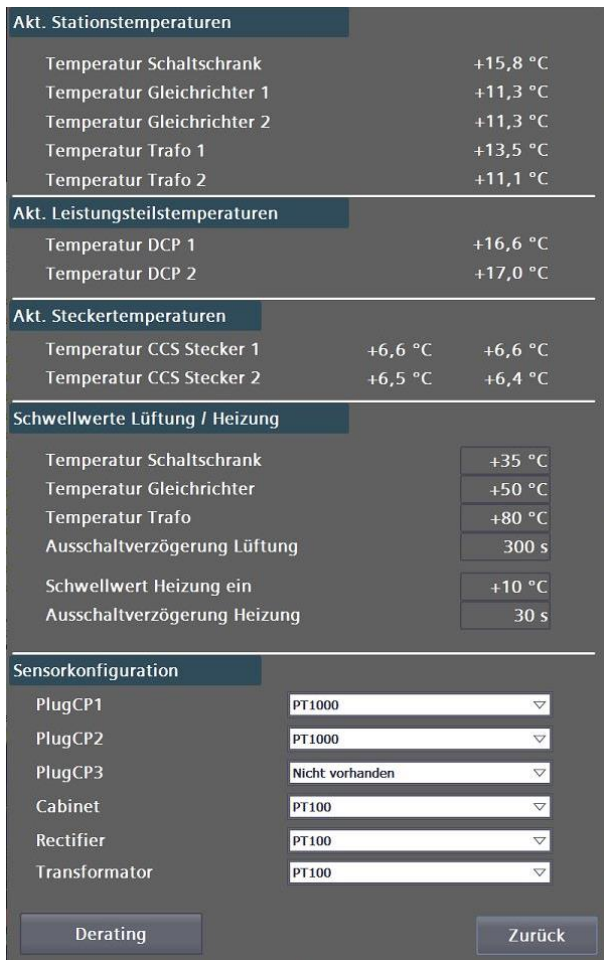 Akt. Stationstemperaturen
Temperatur Schaltschrank +15,8 °C
Temperatur Gleichrichter 1 +11,3 °C
Temperatur Gleichrichter 2 +11,3 °C
Temperatur Trafo 1 +13,5 °C
Temperatur Trafo 2 +11,1 °C
Akt. Leistungsteilstemperaturen
Temperatur DCP 1 +16,6 °C
Temperatur DCP 2 +17,0 °C
Akt. Steckertemperaturen
Temperatur CCS Stecker 1 +6,6 °C +6,6 °C
Temperatur CCS Stecker 2 +6,5 °C +6,4 °C
Schwellwerte Lüftung / Heizung
Temperatur Schaltschrank +35 °C
Temperatur Gleichrichter +50 °C
Temperatur Trafo +80 °C
Ausschaltverzögerung Lüftung 300 s
Schwellwert Heizung ein +10 °C
Ausschaltverzögerung Heizung 30 s
Sensorkonfiguration
PlugCP1 PT1000
PlugCP2 PT1000
PlugCP3 Nicht vorhanden
Cabinet PT100
Rectifier PT100
Transformator PT100
Derating Zurück